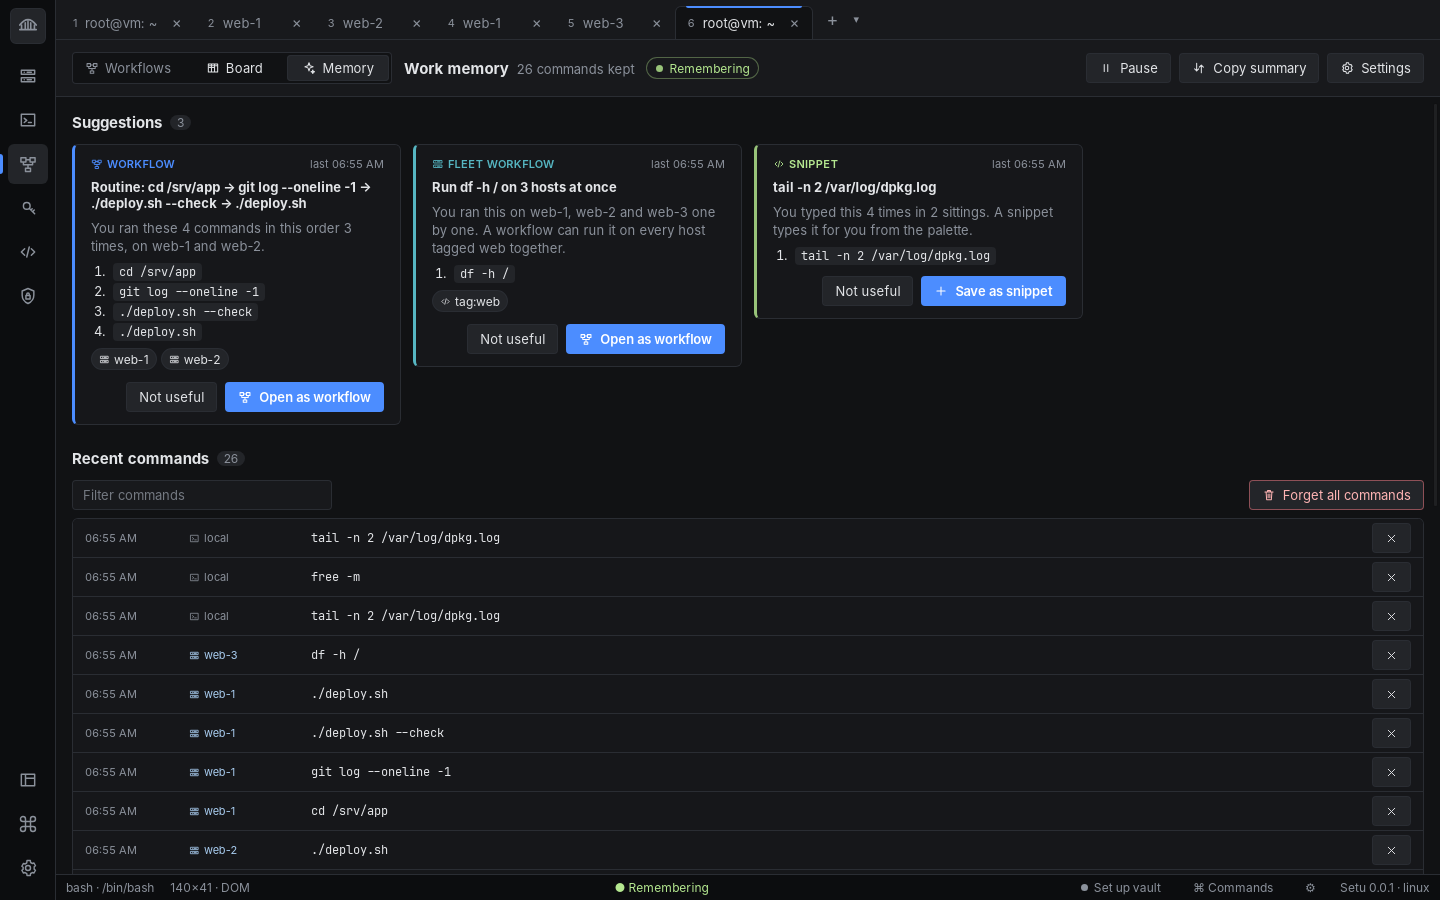 1 root@vm: ~ ×
2 web-1 ×
3 web-2 ×
4 web-1 ×
5 web-3 ×
6 root@vm: ~ ×
Workflows
Board
Memory
Work memory 26 commands kept
Remembering
Pause
Copy summary
Settings
Suggestions 3
WORKFLOW last 06:55 AM
Routine: cd /srv/app → git log --oneline -1 →
./deploy.sh --check → ./deploy.sh
You ran these 4 commands in this order 3
times, on web-1 and web-2.
1. cd /srv/app
2. git log --oneline -1
3. ./deploy.sh --check
4. ./deploy.sh
web-1 web-2
Not useful Open as workflow
FLEET WORKFLOW last 06:55 AM
Run df -h / on 3 hosts at once
You ran this on web-1, web-2 and web-3 one
by one. A workflow can run it on every host
tagged web together.
1. df -h /
tag:web
Not useful Open as workflow
SNIPPET last 06:55 AM
tail -n 2 /var/log/dpkg.log
You typed this 4 times in 2 sittings. A snippet
types it for you from the palette.
1. tail -n 2 /var/log/dpkg.log
Not useful Save as snippet
Recent commands 26
Filter commands
Forget all commands
06:55 AM local tail -n 2 /var/log/dpkg.log
06:55 AM local free -m
06:55 AM local tail -n 2 /var/log/dpkg.log
06:55 AM web-3 df -h /
06:55 AM web-1 ./deploy.sh
06:55 AM web-1 ./deploy.sh --check
06:55 AM web-1 git log --oneline -1
06:55 AM web-1 cd /srv/app
06:55 AM web-2 ./deploy.sh
bash · /bin/bash 140×41 · DOM
Remembering
Set up vault
⌘ Commands
Setu 0.0.1 · linux